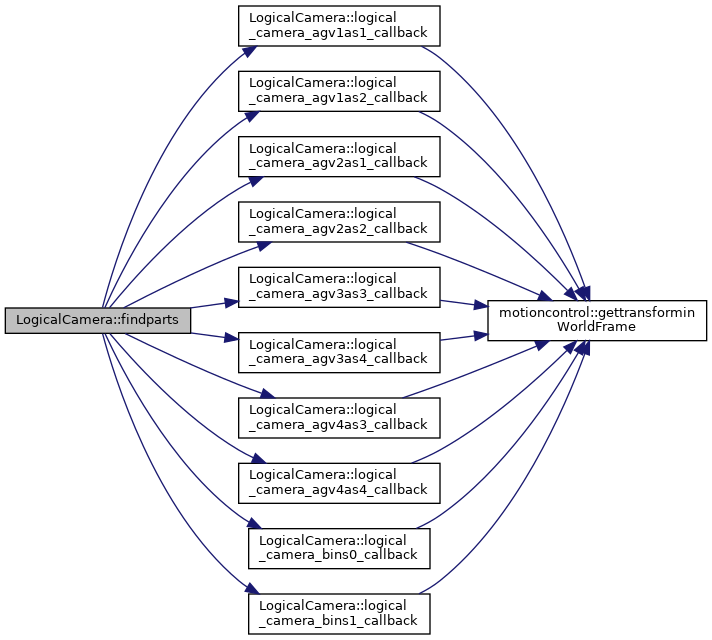 LogicalCamera::logical
_camera_agv1as1_callback
LogicalCamera::logical
_camera_agv1as2_callback
LogicalCamera::logical
_camera_agv2as1_callback
LogicalCamera::logical
_camera_agv2as2_callback
LogicalCamera::logical
_camera_agv3as3_callback
LogicalCamera::findparts
motioncontrol::gettransformin
WorldFrame
LogicalCamera::logical
_camera_agv3as4_callback
LogicalCamera::logical
_camera_agv4as3_callback
LogicalCamera::logical
_camera_agv4as4_callback
LogicalCamera::logical
_camera_bins0_callback
LogicalCamera::logical
_camera_bins1_callback